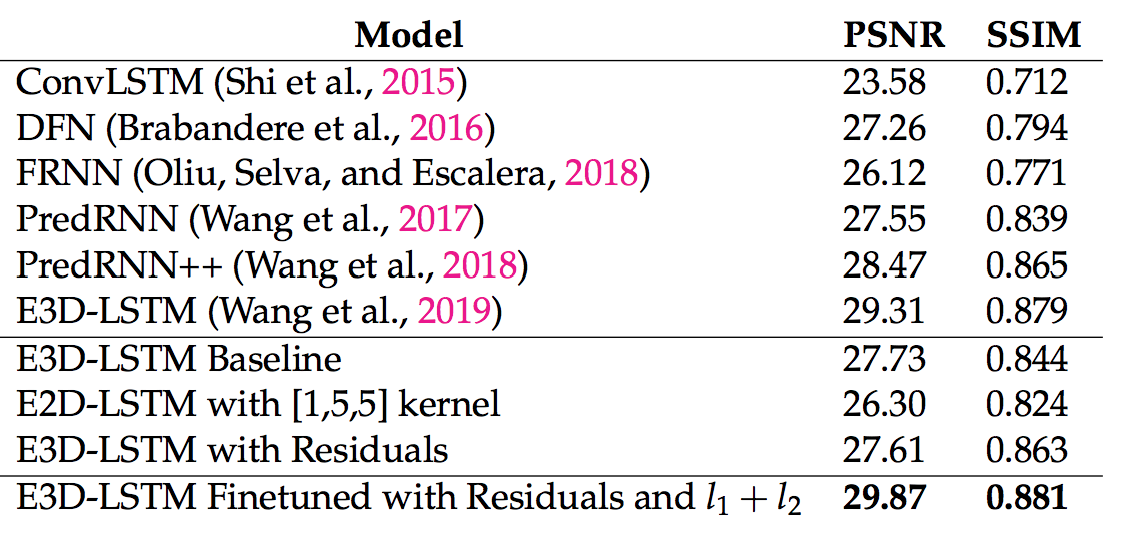 Model PSNR SSIM
ConvLSTM (Shi et al., 2015) 23.58 0.712
DFN (Brabandere et al., 2016) 27.26 0.794
FRNN (Oliu, Selva, and Escalera, 2018) 26.12 0.771
PredRNN (Wang et al., 2017) 27.55 0.839
PredRNN++ (Wang et al., 2018) 28.47 0.865
E3D-LSTM (Wang et al., 2019) 29.31 0.879
E3D-LSTM Baseline 27.73 0.844
E2D-LSTM with [1,5,5] kernel 26.30 0.824
E3D-LSTM with Residuals 27.61 0.863
E3D-LSTM Finetuned with Residuals and l₁ + l₂ 29.87 0.881